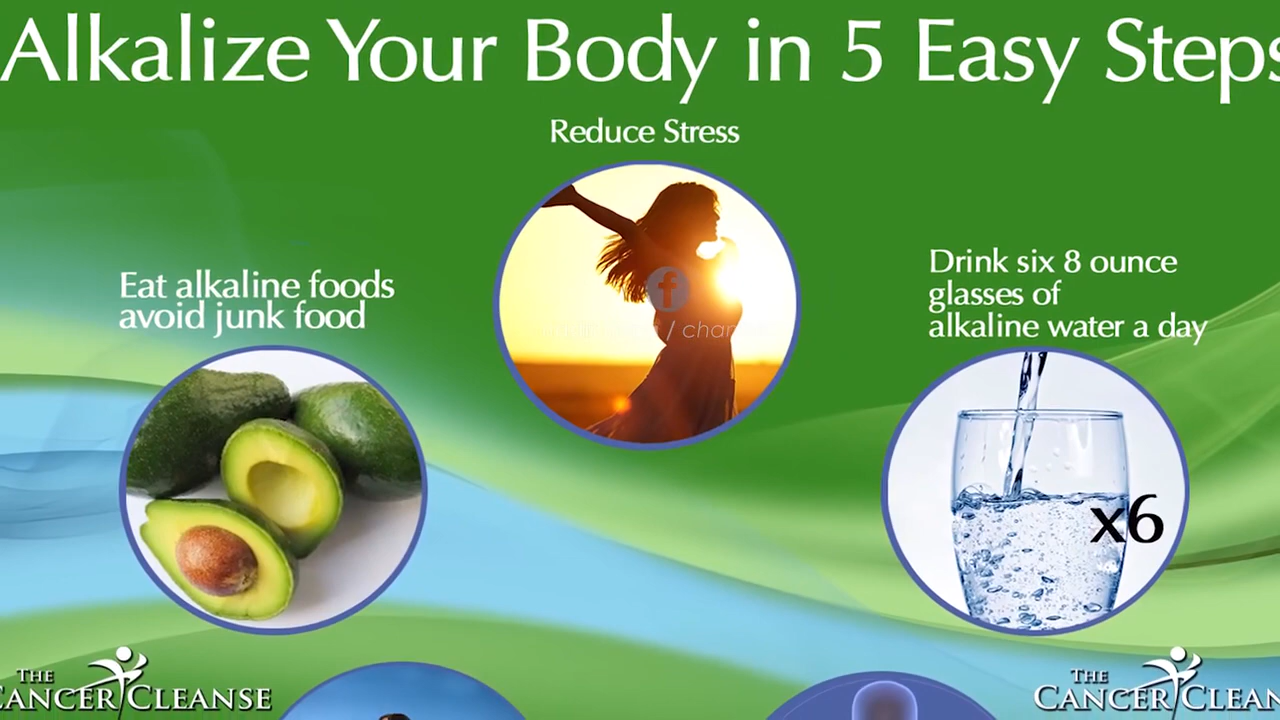 Alkalize Your Body in 5 Easy Steps
Reduce Stress
Eat alkaline foods
avoid junk food
Drink six 8 ounce
glasses of
alkaline water a day
x6
THE
CANCER CLEANSE
THE
CANCER CLEAN